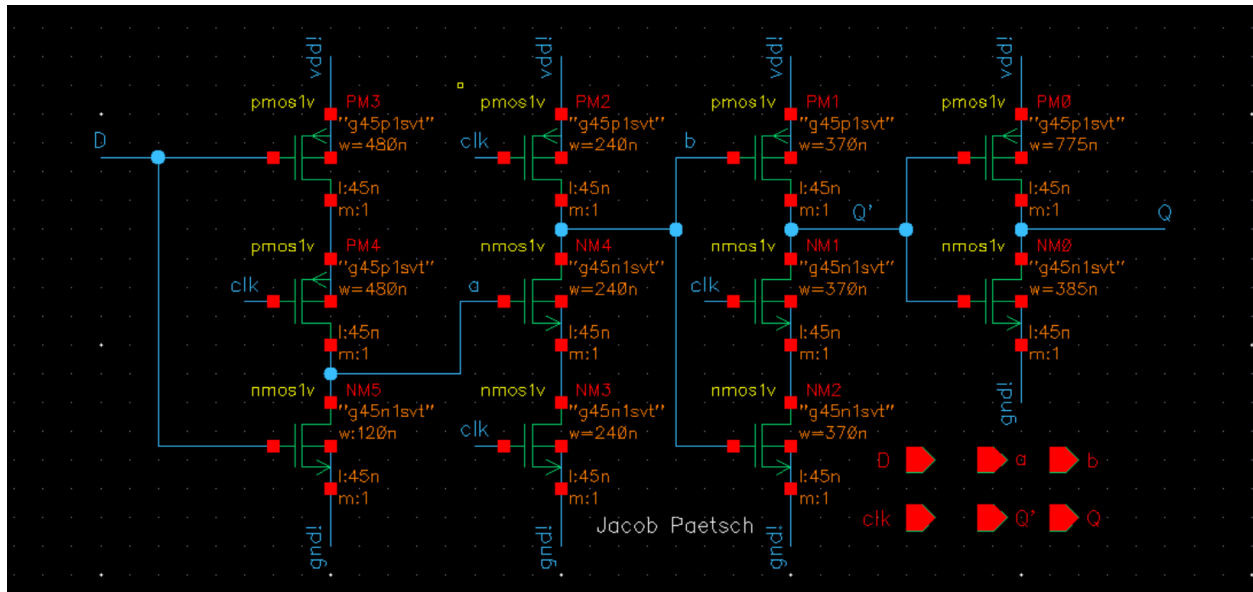 vdd!
vdd!
vdd!
vdd!
pmos1v PM3
"g45p1svt"
w=480n
l:45n
m:1
pmos1v PM2
"g45p1svt"
w=240n
l:45n
m:1
pmos1v PM1
"g45p1svt"
w=370n
l:45n
m:1
pmos1v PM0
"g45p1svt"
w=775n
l:45n
m:1
D
clk
b
Q'
Q
pmos1v PM4
"g45p1svt"
w=480n
l:45n
m:1
nmos1v NM4
"g45n1svt"
w=240n
l:45n
m:1
nmos1v NM1
"g45n1svt"
w=370n
l:45n
m:1
nmos1v NM0
"g45n1svt"
w=385n
l:45n
m:1
clk
a
clk
nmos1v NM5
"g45n1svt"
w:120n
l:45n
m:1
nmos1v NM3
"g45n1svt"
w=240n
l:45n
m:1
nmos1v NM2
"g45n1svt"
w=370n
l:45n
m:1
gnd!
clk
D a b
clk Q' Q
Jacob Paetsch
gnd!
gnd!
gnd!